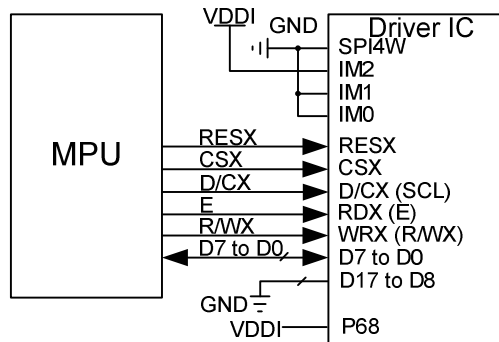 VDDI
GND
Driver IC
SPI4W
IM2
IM1
IM0
MPU
RESX
RESX
CSX
CSX
D/CX
D/CX (SCL)
E
RDX (E)
R/WX
WRX (R/WX)
D7 to D0
D7 to D0
GND
D17 to D8
VDDI
P68